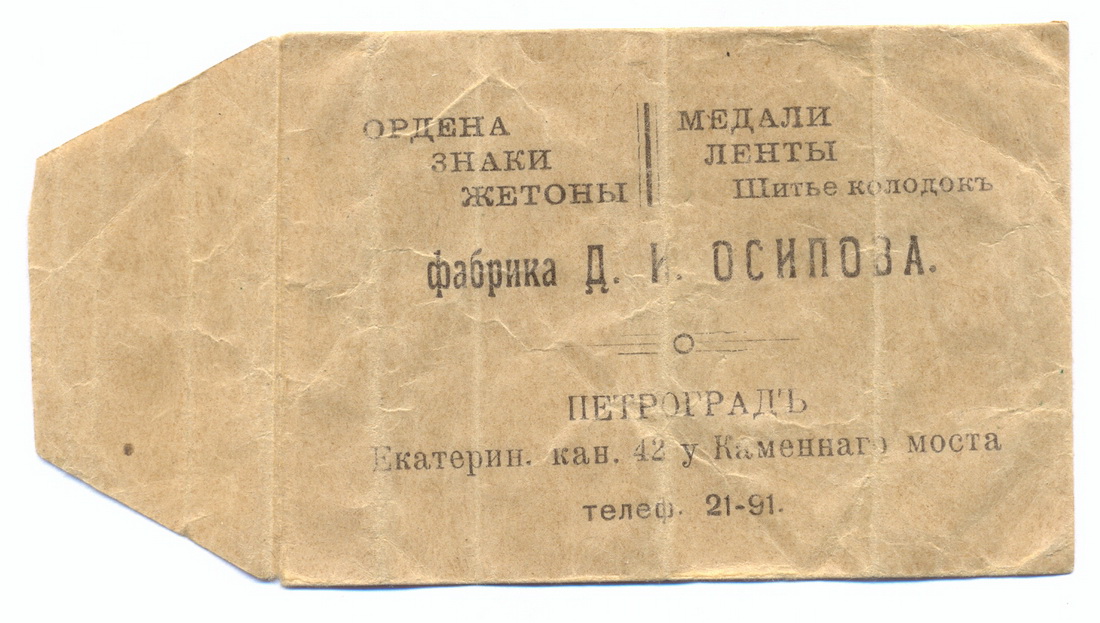 ОРДЕНА
ЗНАКИ
ЖЕТОНЫ
МЕДАЛИ
ЛЕНТЫ
Шитье колодокъ
фабрика Д. И. ОСИПОВА.
ПЕТРОГРАДЪ
Екатерин. кан. 42 у Каменнаго моста
телеф. 21-91.